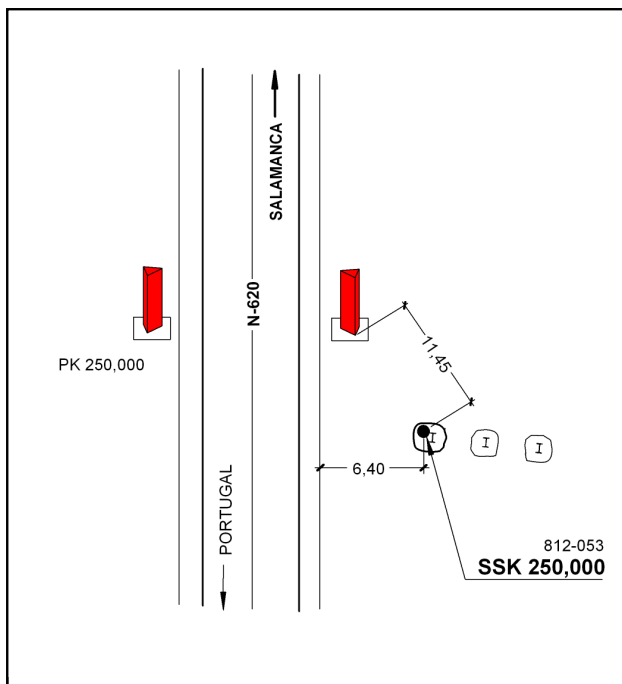 SALAMANCA
N-620
PK 250,000
11,45
I
I
I
6,40
PORTUGAL
812-053
SSK 250,000